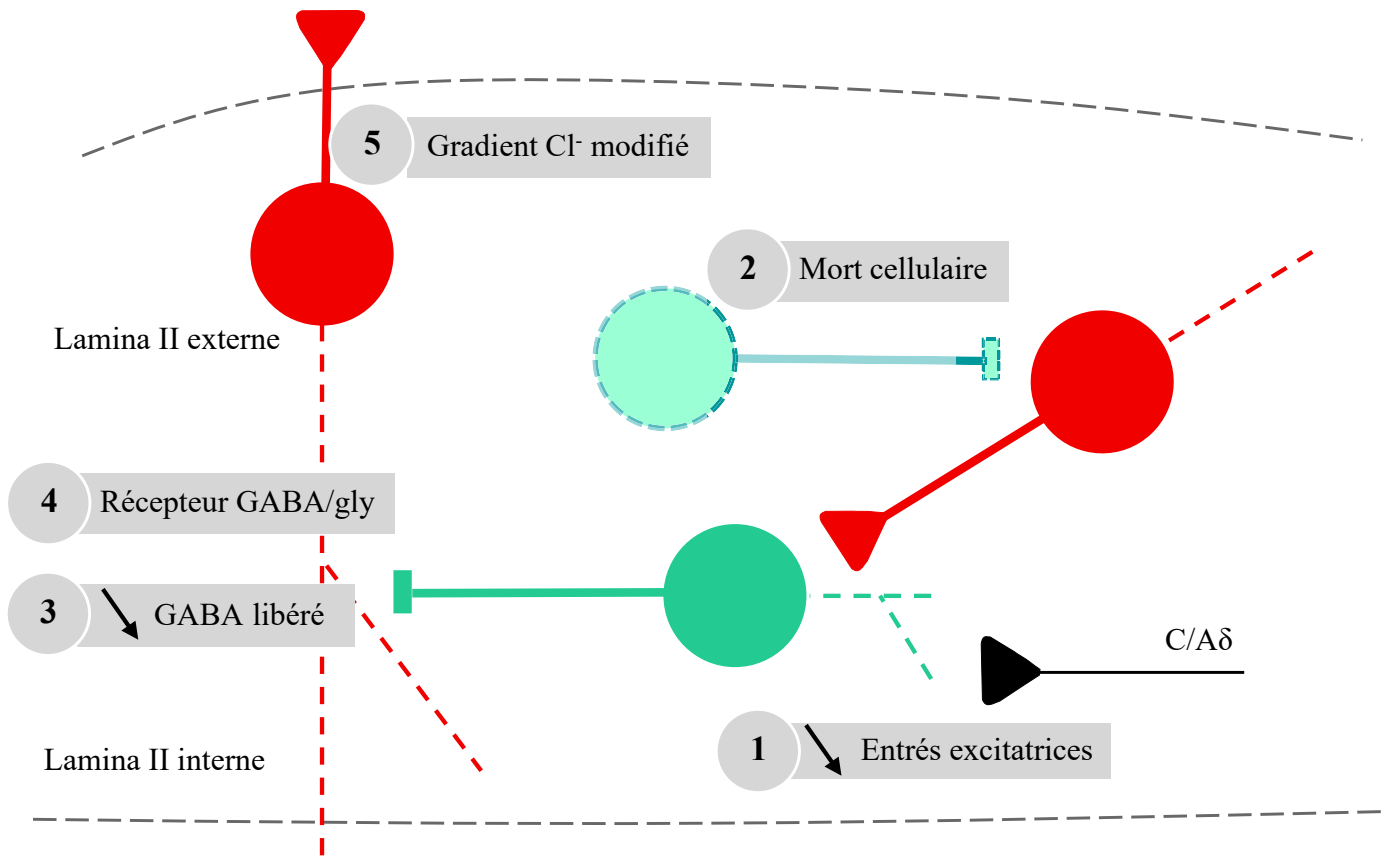 5 Gradient Cl⁻ modifié
2 Mort cellulaire
Lamina II externe
4 Récepteur GABA/gly
3 GABA libéré
C/Aδ
1 Entrés excitatrices
Lamina II interne